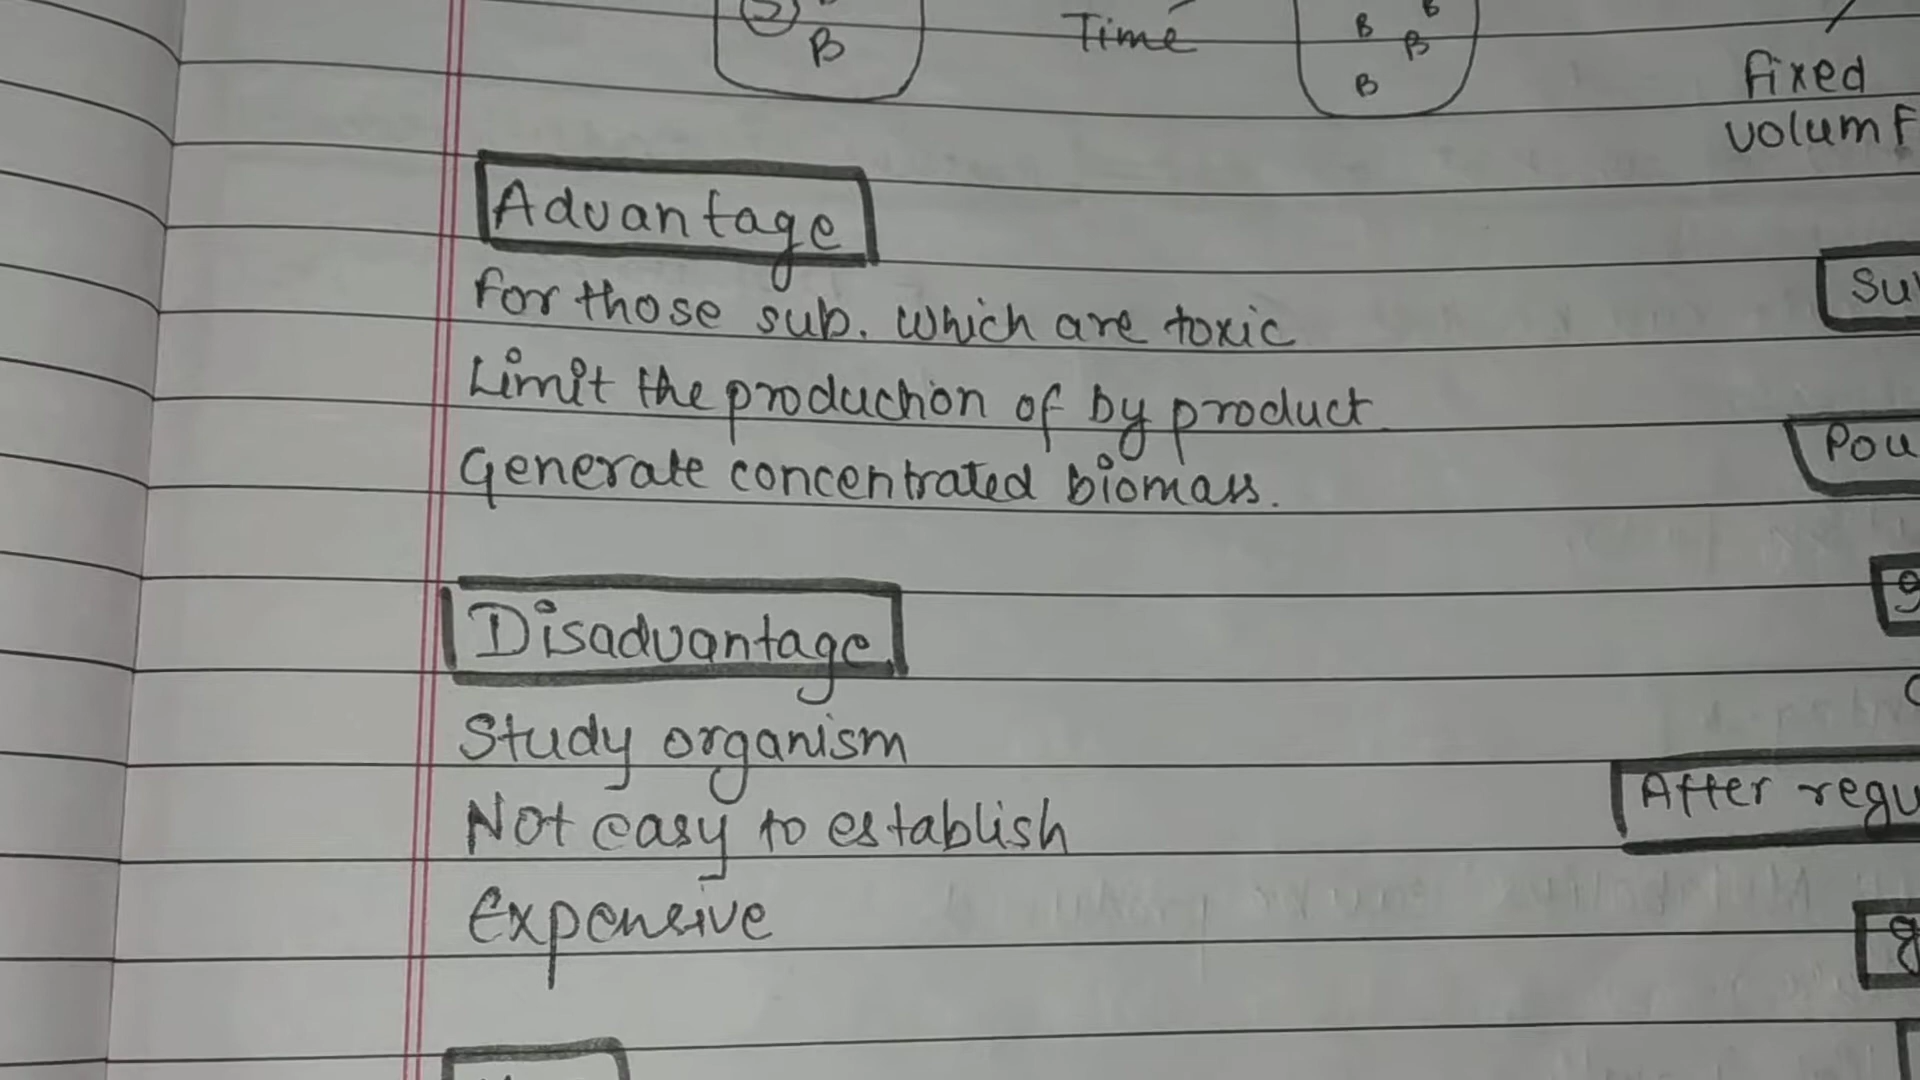 B
Time
B
B
B
fixed
volume
Advantage
for those sub. which are toxic
Limit the production of by product
Generate concentrated biomass.
Disadvantage
Study organism
Not easy to establish
Expensive
Su
Pou
After regu